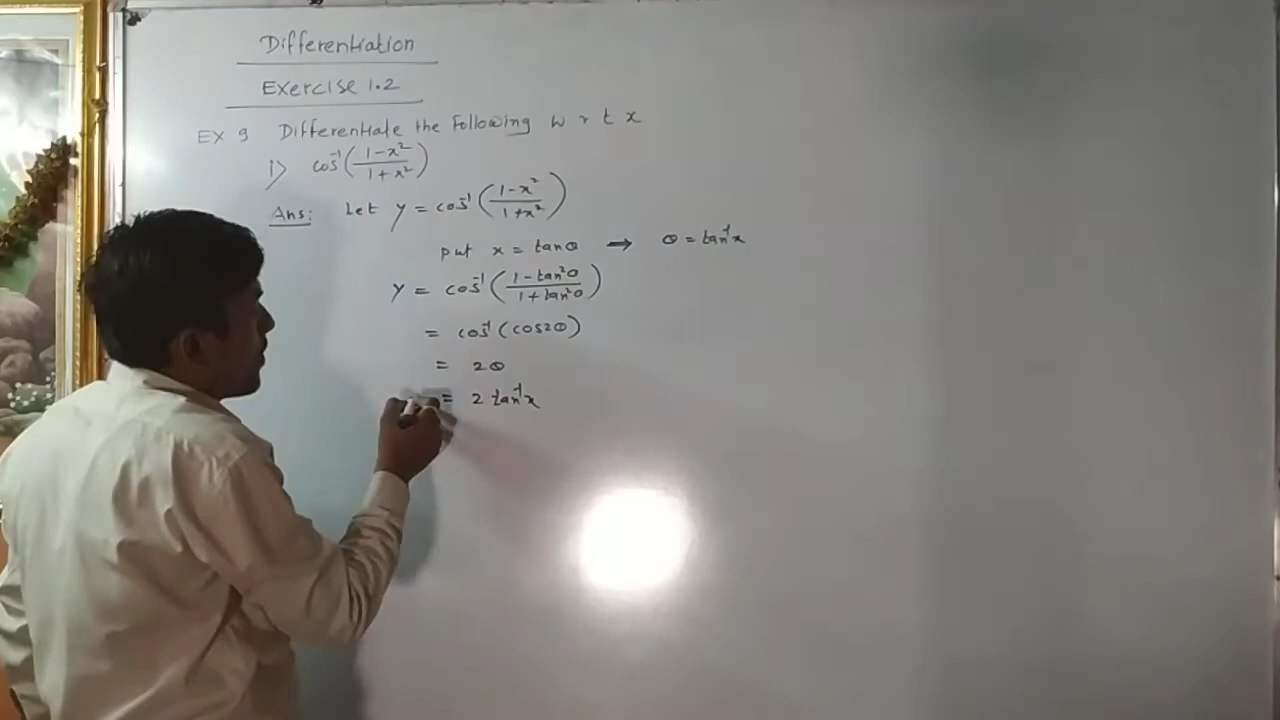 Differentiation
Exercise 1.2
Ex 9 Differentiate the Following w r t x
i) cos⁻¹((1-x²)/(1+x²))
Ans: Let y = cos⁻¹((1-x²)/(1+x²))
put x = tanθ → θ = tan⁻¹x
y = cos⁻¹((1-tan²θ)/(1+tan²θ))
= cos⁻¹(cos2θ)
= 2θ
= 2 tan⁻¹x